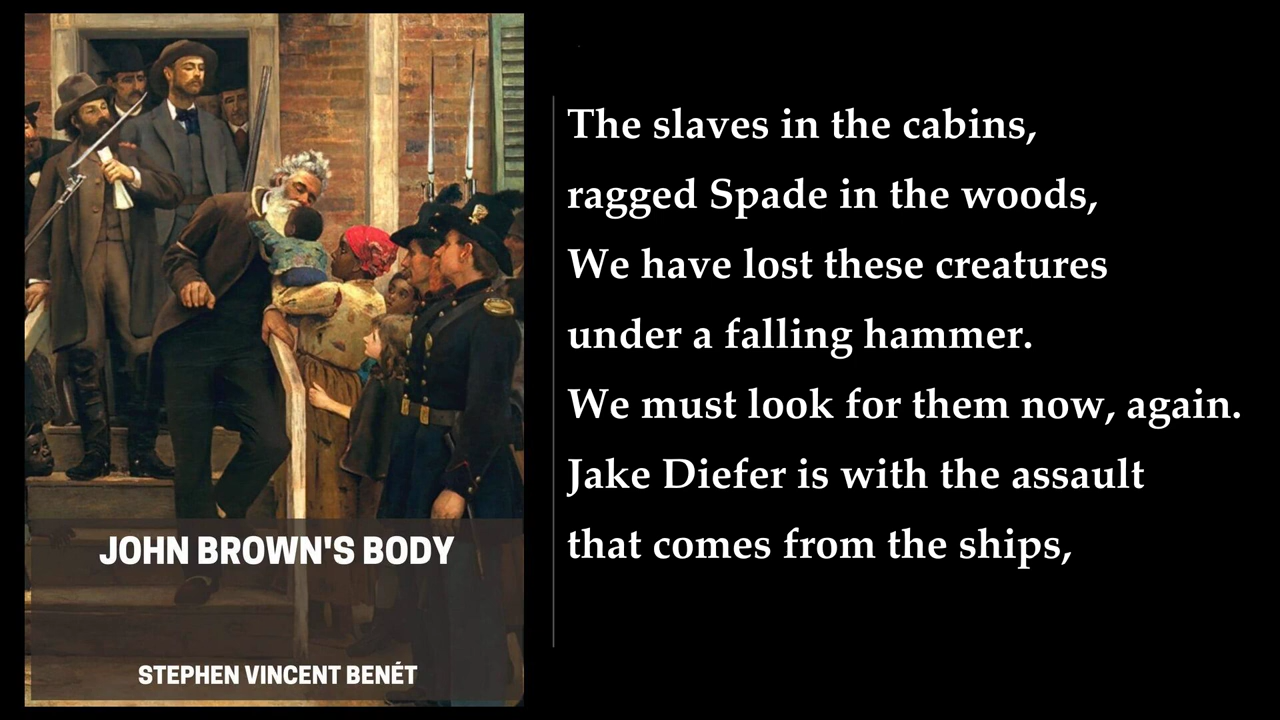 JOHN BROWN'S BODY
STEPHEN VINCENT BENÉT
The slaves in the cabins,
ragged Spade in the woods,
We have lost these creatures
under a falling hammer.
We must look for them now, again.
Jake Diefer is with the assault
that comes from the ships,